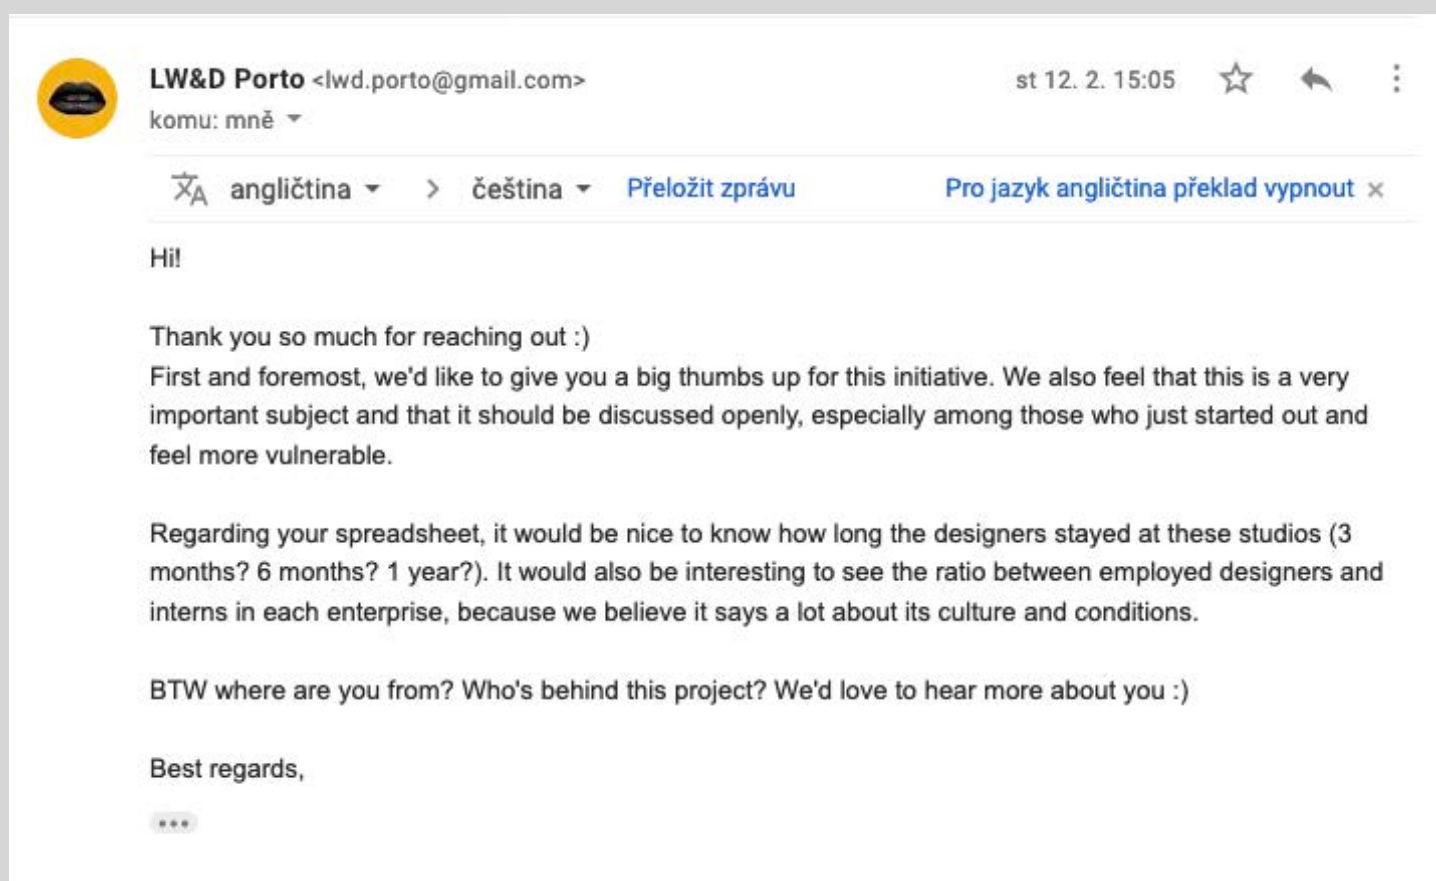 LW&D Porto <lwd.porto@gmail.com>
st 12. 2. 15:05
komu: mně
angličtina > čeština Přeložit zprávu Pro jazyk angličtina překlad vypnout ×
Hi!
Thank you so much for reaching out :)
First and foremost, we'd like to give you a big thumbs up for this initiative. We also feel that this is a very
important subject and that it should be discussed openly, especially among those who just started out and
feel more vulnerable.
Regarding your spreadsheet, it would be nice to know how long the designers stayed at these studios (3
months? 6 months? 1 year?). It would also be interesting to see the ratio between employed designers and
interns in each enterprise, because we believe it says a lot about its culture and conditions.
BTW where are you from? Who's behind this project? We'd love to hear more about you :)
Best regards,